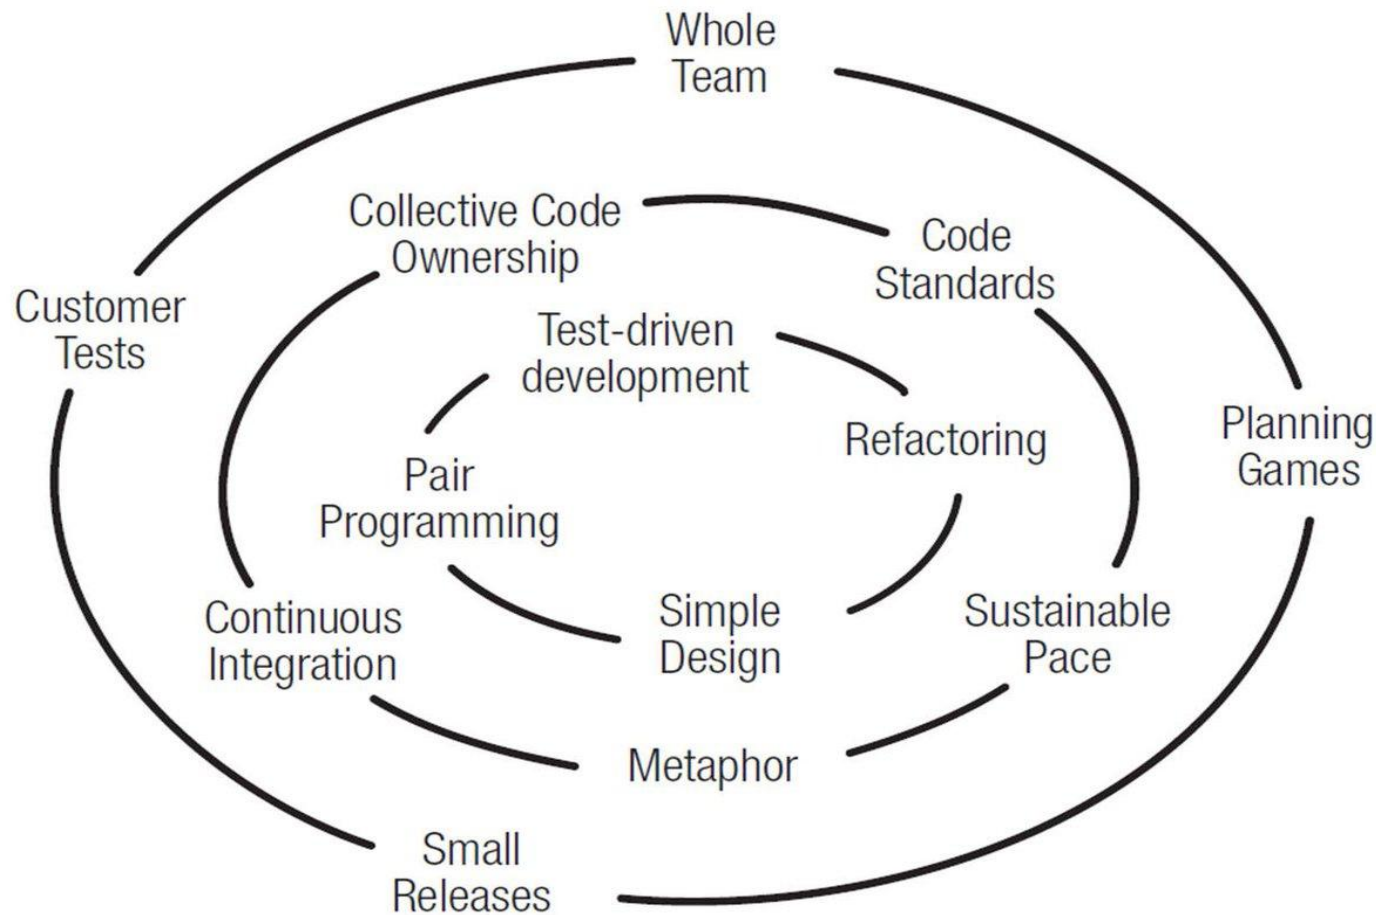 Whole
Team
Collective Code
Ownership
Code
Standards
Customer
Tests
Test-driven
development
Refactoring
Planning
Games
Pair
Programming
Continuous
Integration
Simple
Design
Sustainable
Pace
Metaphor
Small
Releases